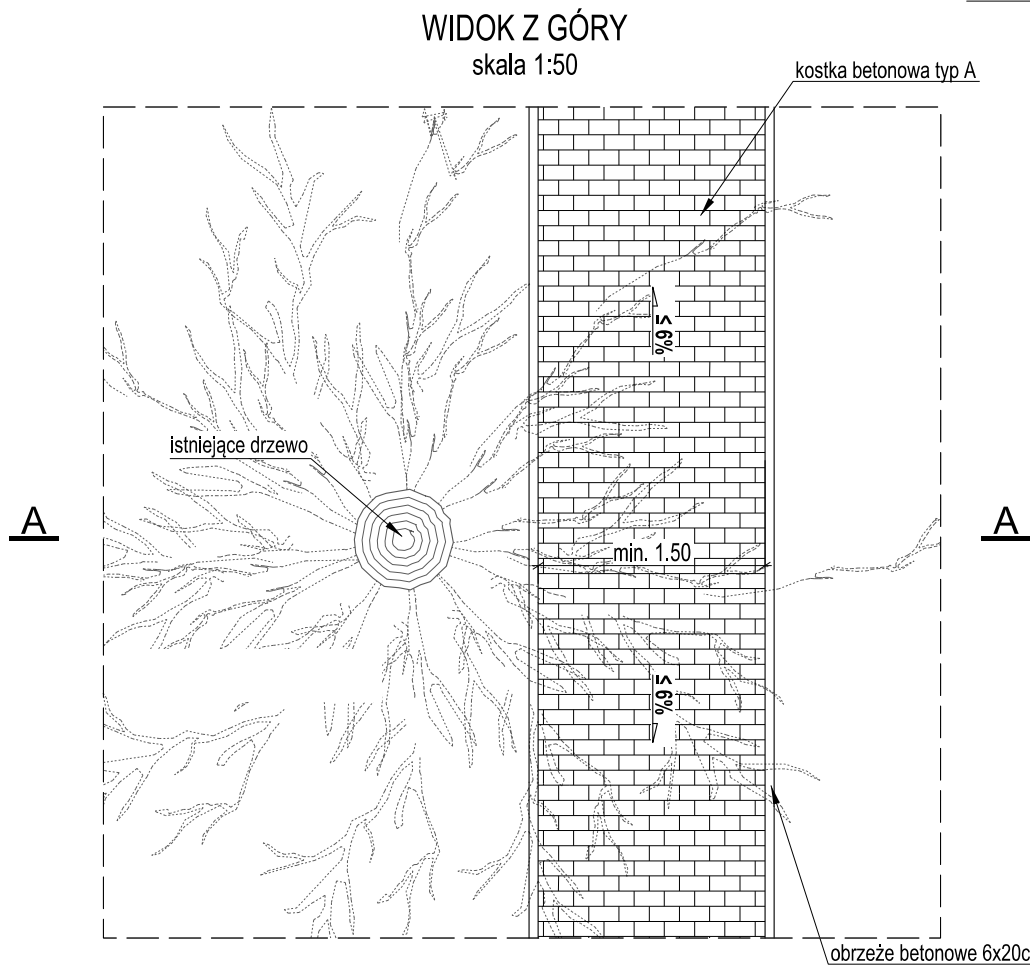 WIDOK Z GÓRY
skala 1:50
kostka betonowa typ A
≤ 6%
istniejące drzewo
A
A
min. 1.50
≤ 6%
obrzeże betonowe 6x20c